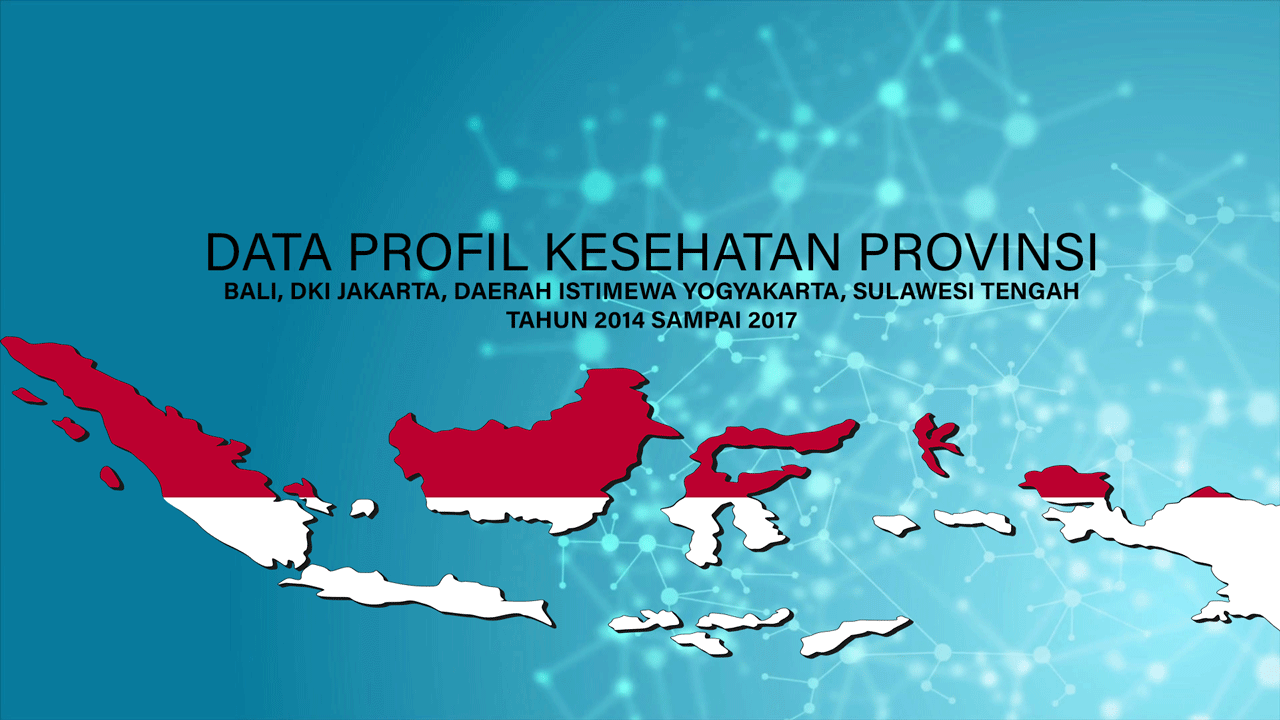 DATA PROFIL KESEHATAN PROVINSI
BALI, DKI JAKARTA, DAERAH ISTIMEWA YOGYAKARTA, SULAWESI TENGAH
TAHUN 2014 SAMPAI 2017